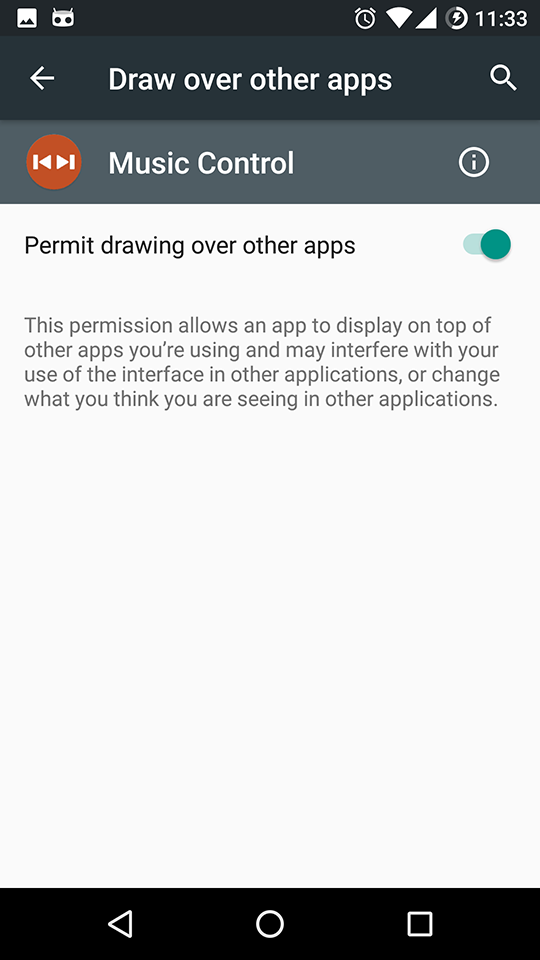 11:33
Draw over other apps
Music Control
Permit drawing over other apps
This permission allows an app to display on top of
other apps you’re using and may interfere with your
use of the interface in other applications, or change
what you think you are seeing in other applications.